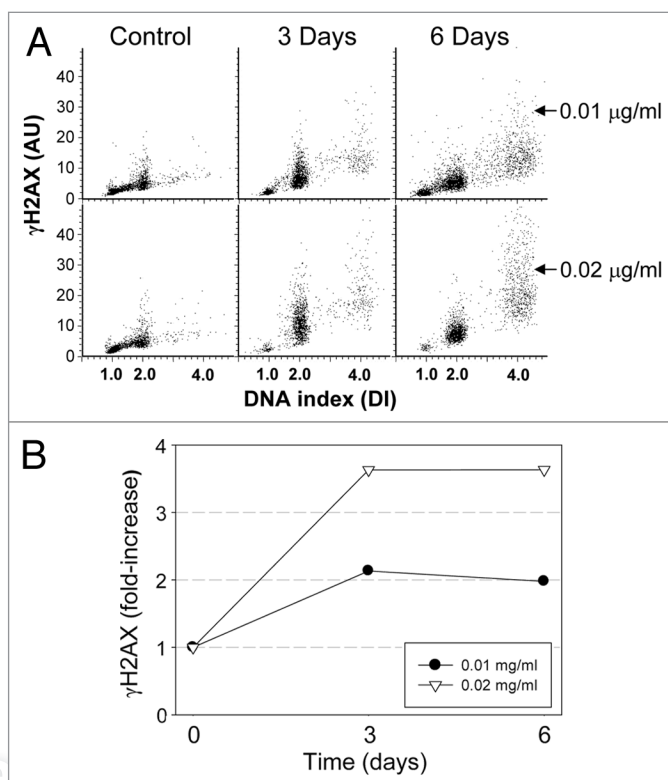 A
Control
3 Days
6 Days
γH2AX (AU)
40
30
20
10
0
0.01 μg/ml
40
30
20
10
0
0.02 μg/ml
1.0 2.0 4.0 1.0 2.0 4.0 1.0 2.0 4.0
DNA index (DI)
B
γH2AX (fold-increase)
4
3
2
1
0
0.01 mg/ml
0.02 mg/ml
0 3 6
Time (days)